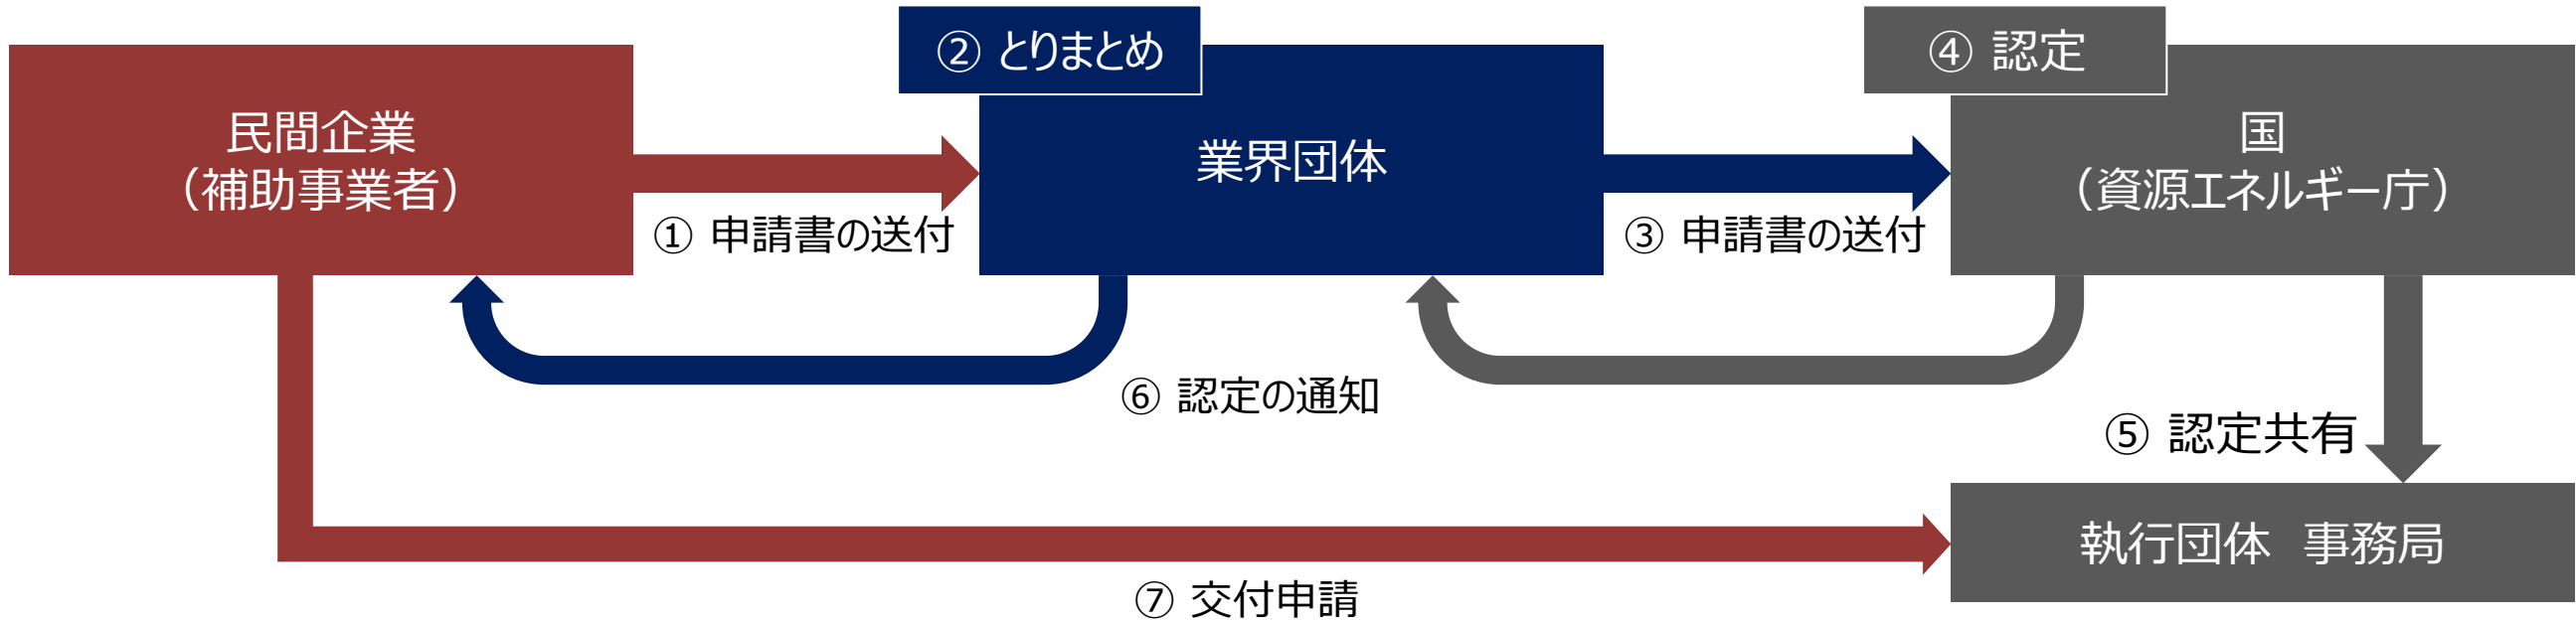 ② とりまとめ
④ 認定
民間企業
（補助事業者）
業界団体
国
（資源エネルギー庁）
① 申請書の送付
③ 申請書の送付
⑥ 認定の通知
⑤ 認定共有
執行団体　事務局
⑦ 交付申請